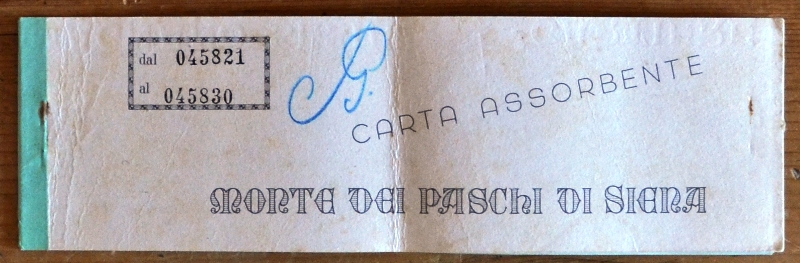 dal 045821
al 045830
CARTA ASSORBENTE
MONTE DEI PASCHI DI SIENA